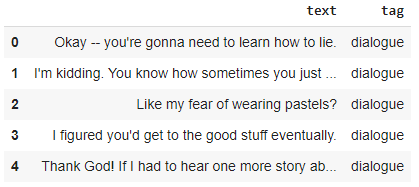 text tag
0 Okay -- you're gonna need to learn how to lie. dialogue
1 I'm kidding. You know how sometimes you just ... dialogue
2 Like my fear of wearing pastels? dialogue
3 I figured you'd get to the good stuff eventually. dialogue
4 Thank God! If I had to hear one more story ab... dialogue